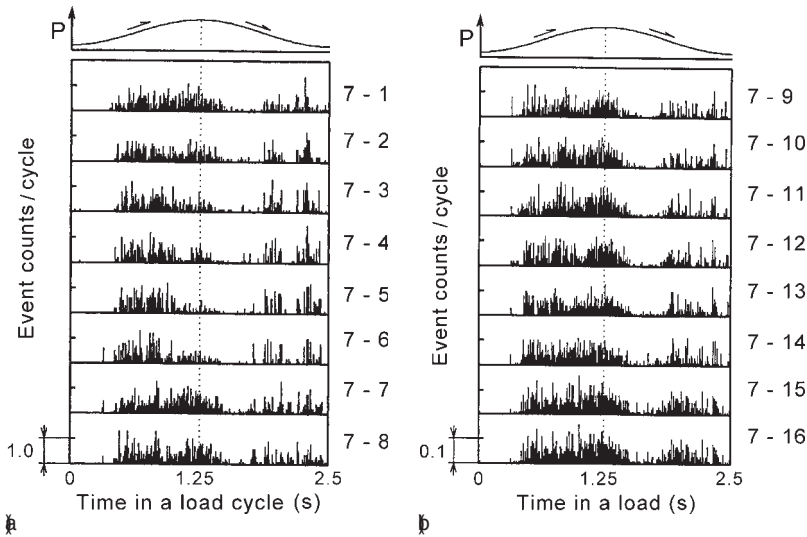 P
Event counts / cycle
7 - 1
7 - 2
7 - 3
7 - 4
7 - 5
7 - 6
7 - 7
7 - 8
1.0
0 1.25 2.5
Time in a load cycle (s)
a
P
Event counts / cycle
7 - 9
7 - 10
7 - 11
7 - 12
7 - 13
7 - 14
7 - 15
7 - 16
0.1
0 1.25 2.5
Time in a load (s)
b